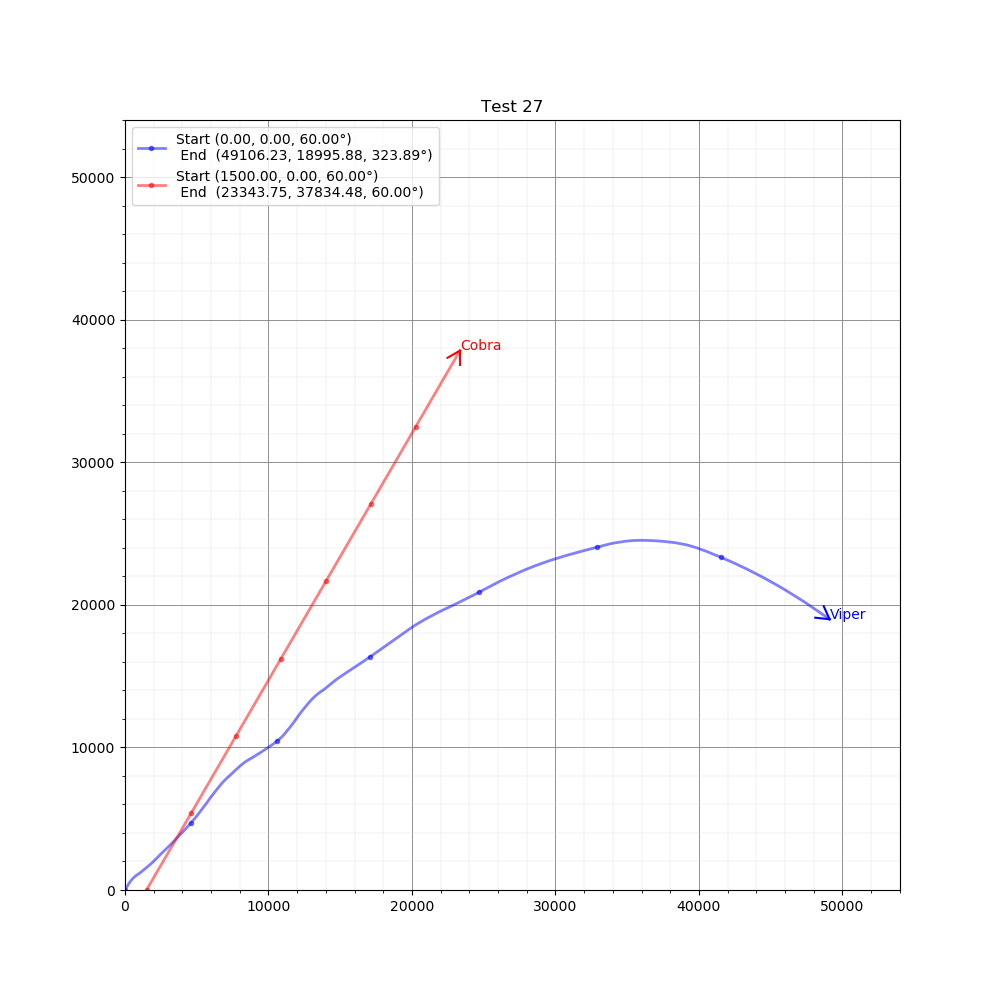 Test 27
Start (0.00, 0.00, 60.00°)
End (49106.23, 18995.88, 323.89°)
Start (1500.00, 0.00, 60.00°)
End (23343.75, 37834.48, 60.00°)
50000
40000
Cobra
30000
20000
Viper
10000
0
0 10000 20000 30000 40000 50000